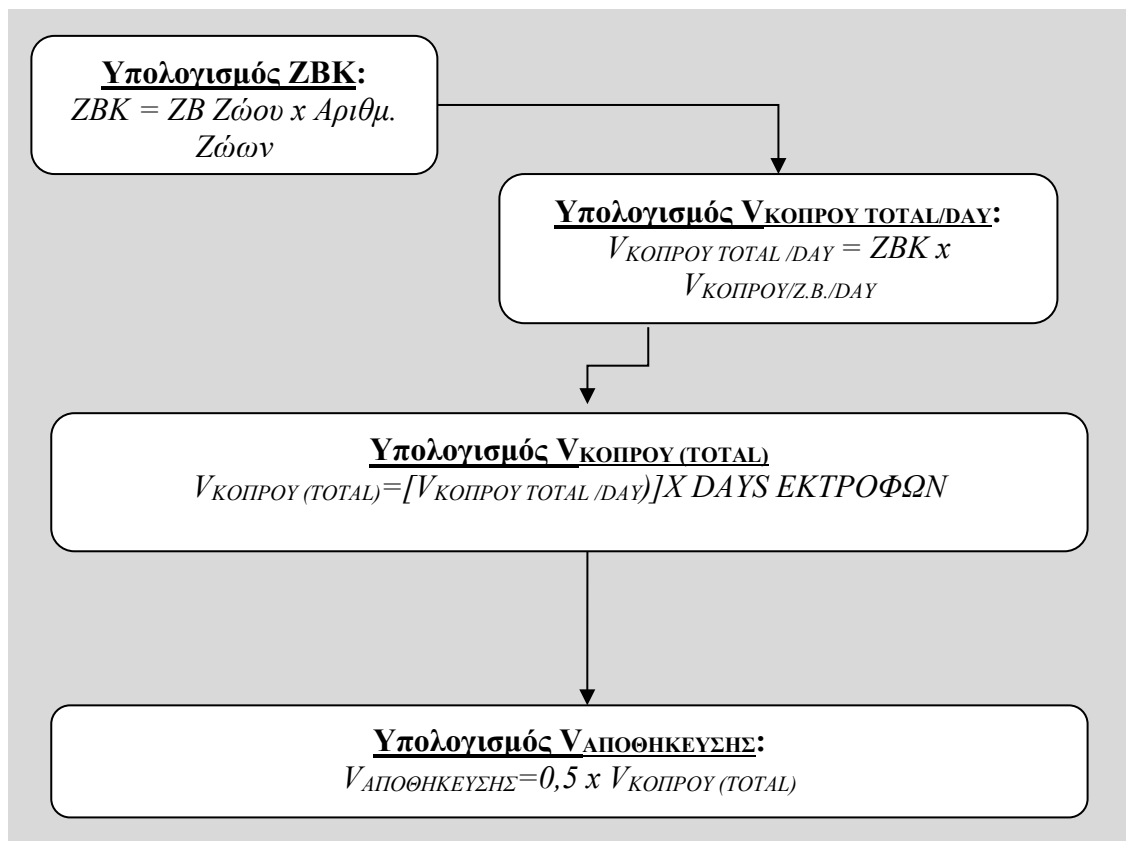 Υπολογισμός ΖΒΚ:
ΖΒΚ = ΖΒ Ζώου x Αριθμ.
Ζώων
Υπολογισμός VΚΟΠΡΟΥ TOTAL/DAY:
VΚΟΠΡΟΥ TOTAL /DAY = ΖΒΚ x
VΚΟΠΡΟΥ/Ζ.Β./DAY
Υπολογισμός VΚΟΠΡΟΥ (TOTAL)
VΚΟΠΡΟΥ (TOTAL)=[VΚΟΠΡΟΥ TOTAL /DAY)]X DAYS ΕΚΤΡΟΦΩΝ
Υπολογισμός VΑΠΟΘΗΚΕΥΣΗΣ:
VΑΠΟΘΗΚΕΥΣΗΣ=0,5 x VΚΟΠΡΟΥ (TOTAL)